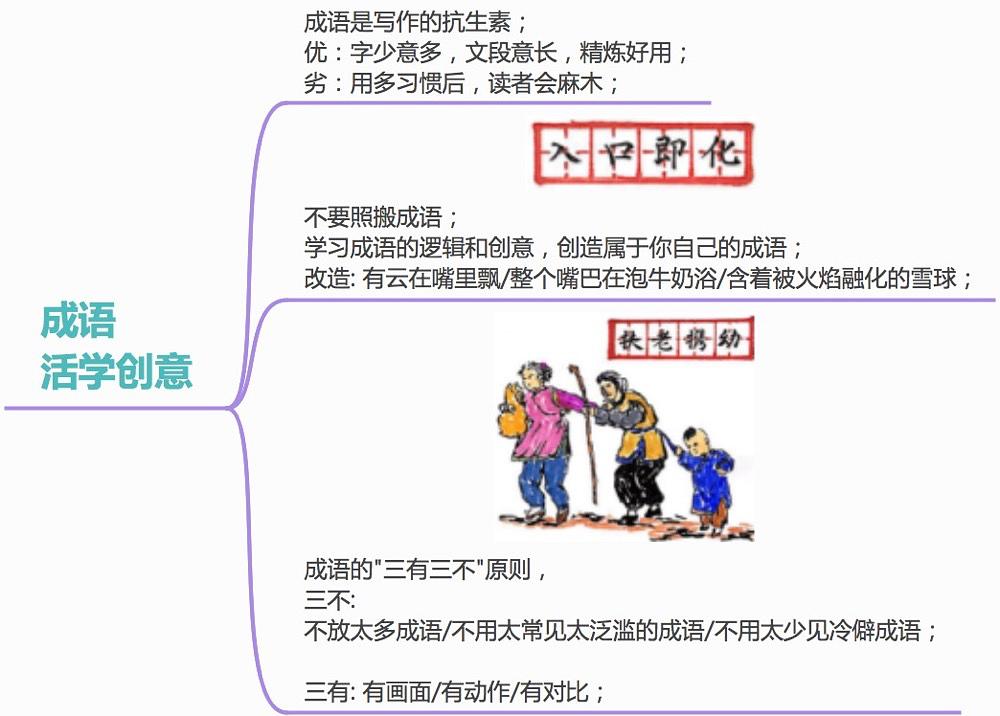 成语
活学创意
成语是写作的抗生素；
优：字少意多，文段意长，精炼好用；
劣：用多习惯后，读者会麻木；
入口即化
不要照搬成语；
学习成语的逻辑和创意，创造属于你自己的成语；
改造: 有云在嘴里飘/整个嘴巴在泡牛奶浴/含着被火焰融化的雪球；
扶老携幼
成语的"三有三不"原则，
三不:
不放太多成语/不用太常见太泛滥的成语/不用太少见冷僻成语；
三有: 有画面/有动作/有对比；